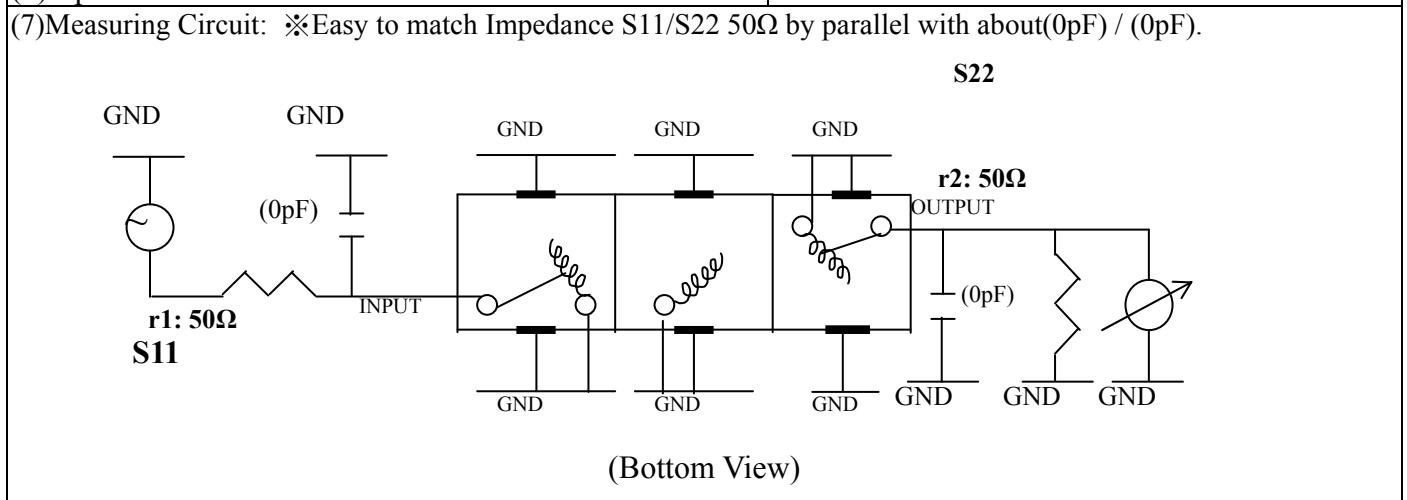 (7)Measuring Circuit: ※Easy to match Impedance S11/S22 50Ω by parallel with about(0pF) / (0pF).
S22
GND GND GND GND GND
r2: 50Ω
(0pF) OUTPUT
(0pF)
INPUT
r1: 50Ω
S11
GND GND GND GND GND GND
(Bottom View)